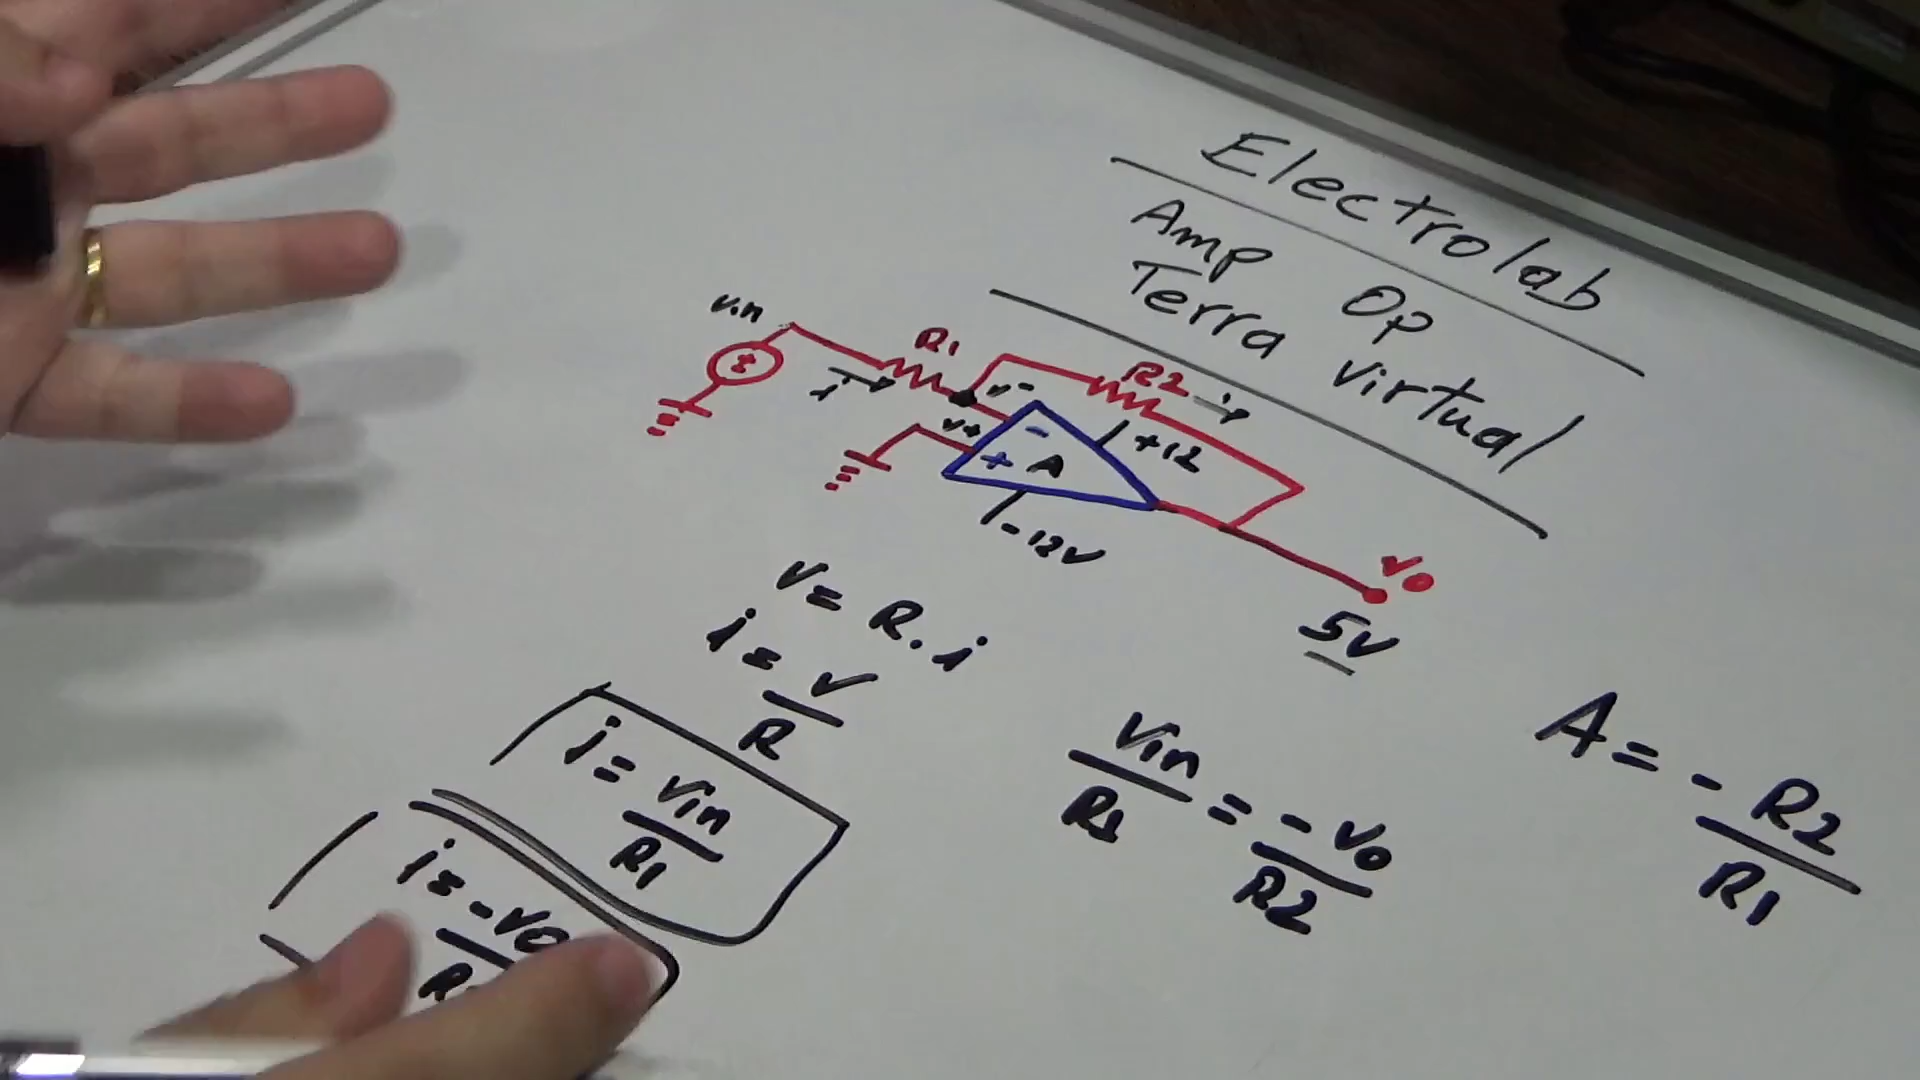 Electrolab
Amp Op
Terra virtual
Vin
R1
R2
i
i
V-
V+
-
+
A
+12
-12V
Vo
5V
V = R.i
i = V
R
i = Vin
R1
i = -Vo
Vin
R1
= -Vo
R2
A = -R2
R1